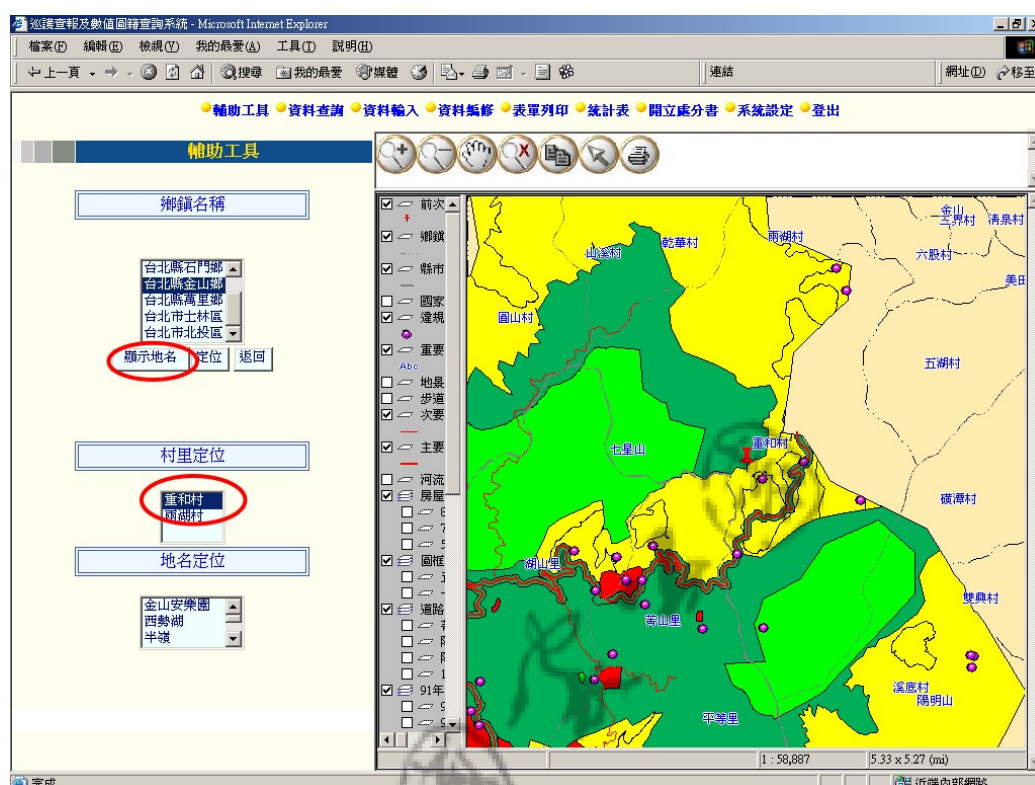 巡護查報及數值圖籍查詢系統 - Microsoft Internet Explorer
檔案(F) 編輯(E) 檢視(V) 我的最愛(A) 工具(T) 說明(H)
上一頁 搜尋 我的最愛 媒體 連結 網址(D) 移至
輔助工具 資料查詢 資料輸入 資料編修 表單列印 統計表 開立處分書 系統設定 登出
輔助工具
鄉鎮名稱
台北縣石門鄉
台北縣金山鄉
台北縣萬里鄉
台北市士林區
台北市北投區
顯示地名 定位 返回
村里定位
重和村
兩湖村
地名定位
金山安樂園
西勢湖
半嶺
前次
鄉鎮
縣市
國家
違規
重要
Abc
地景
步道
次要
主要
河流
房屋
圖框
道路
91年
金山
三界村
清泉村
兩湖村
乾華村
山溪村
六股村
美田
圓山村
五湖村
重和村
七星山
磺潭村
湖山里
雙興村
菁山里
溪底村
陽明山
平等里
1 : 58,887 5.33 x 5.27 (mi)
完成 近端內部網路